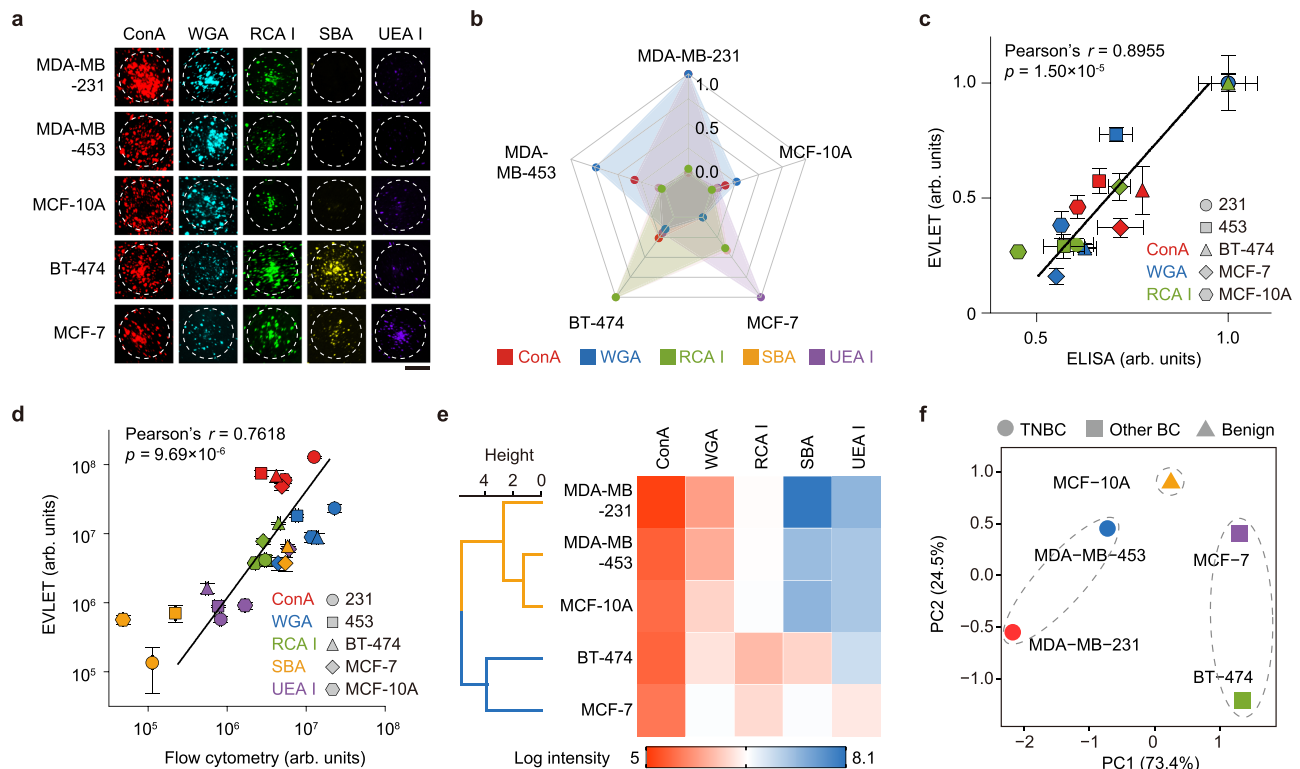 a
ConA WGA RCA I SBA UEA I
MDA-MB
-231
MDA-MB
-453
MCF-10A
BT-474
MCF-7
b
MDA-MB-231
1.0
0.5
0.0
MCF-10A
MDA-
MB-453
BT-474
MCF-7
ConA WGA RCA I SBA UEA I
c
Pearson's r = 0.8955
p = 1.50×10-5
EVLET (arb. units)
1.0
0.5
0
0.5 1.0
ELISA (arb. units)
231
453
ConA BT-474
WGA MCF-7
RCA I MCF-10A
d
Pearson's r = 0.7618
p = 9.69×10-6
EVLET (arb. units)
10⁸
10⁷
10⁶
10⁵
10⁵ 10⁶ 10⁷ 10⁸
Flow cytometry (arb. units)
ConA 231
WGA 453
RCA I BT-474
SBA MCF-7
UEA I MCF-10A
e
Height
4 2 0
ConA WGA RCA I SBA UEA I
MDA-MB
-231
MDA-MB
-453
MCF-10A
BT-474
MCF-7
Log intensity 5 8.1
f
TNBC Other BC Benign
PC2 (24.5%)
1.0
0.5
0.0
−0.5
−1.0
MCF−10A
MDA−MB−453
MCF−7
MDA−MB−231
BT−474
−2 −1 0 1
PC1 (73.4%)